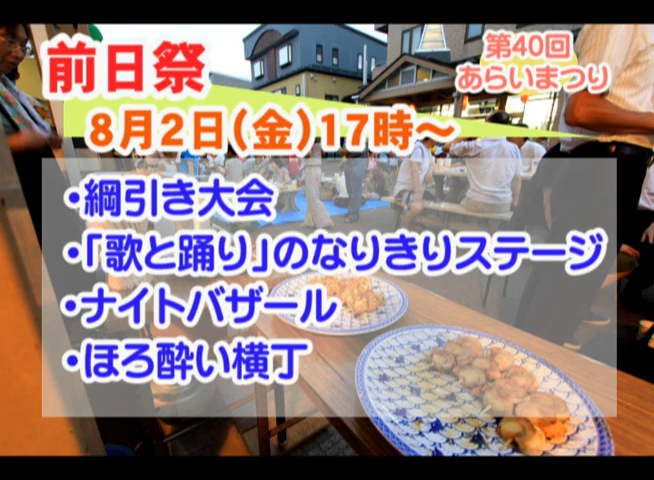 前日祭
第40回
あらいまつり
8月2日(金)17時～
・綱引き大会
・｢歌と踊り｣のなりきりステージ
・ナイトバザール
・ほろ酔い横丁